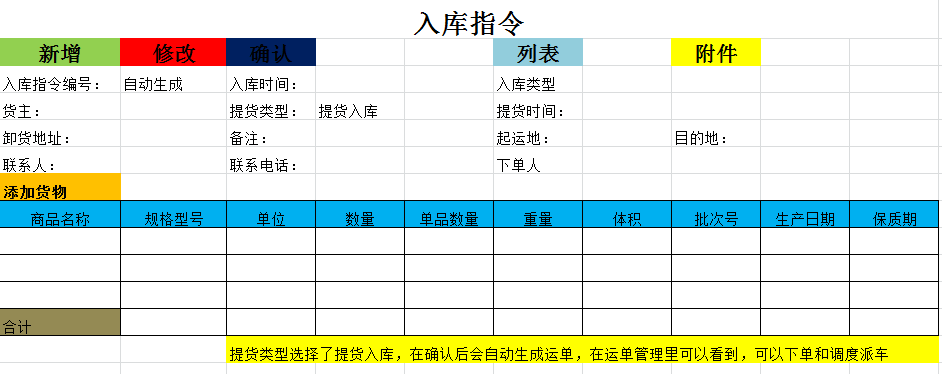 入库指令
新增 修改 确认 列表 附件
入库指令编号： 自动生成 入库时间： 入库类型
货主： 提货类型： 提货入库 提货时间：
卸货地址： 备注： 起运地： 目的地：
联系人： 联系电话： 下单人
添加货物
商品名称 规格型号 单位 数量 单品数量 重量 体积 批次号 生产日期 保质期
合计
提货类型选择了提货入库，在确认后会自动生成运单，在运单管理里可以看到，可以下单和调度派车